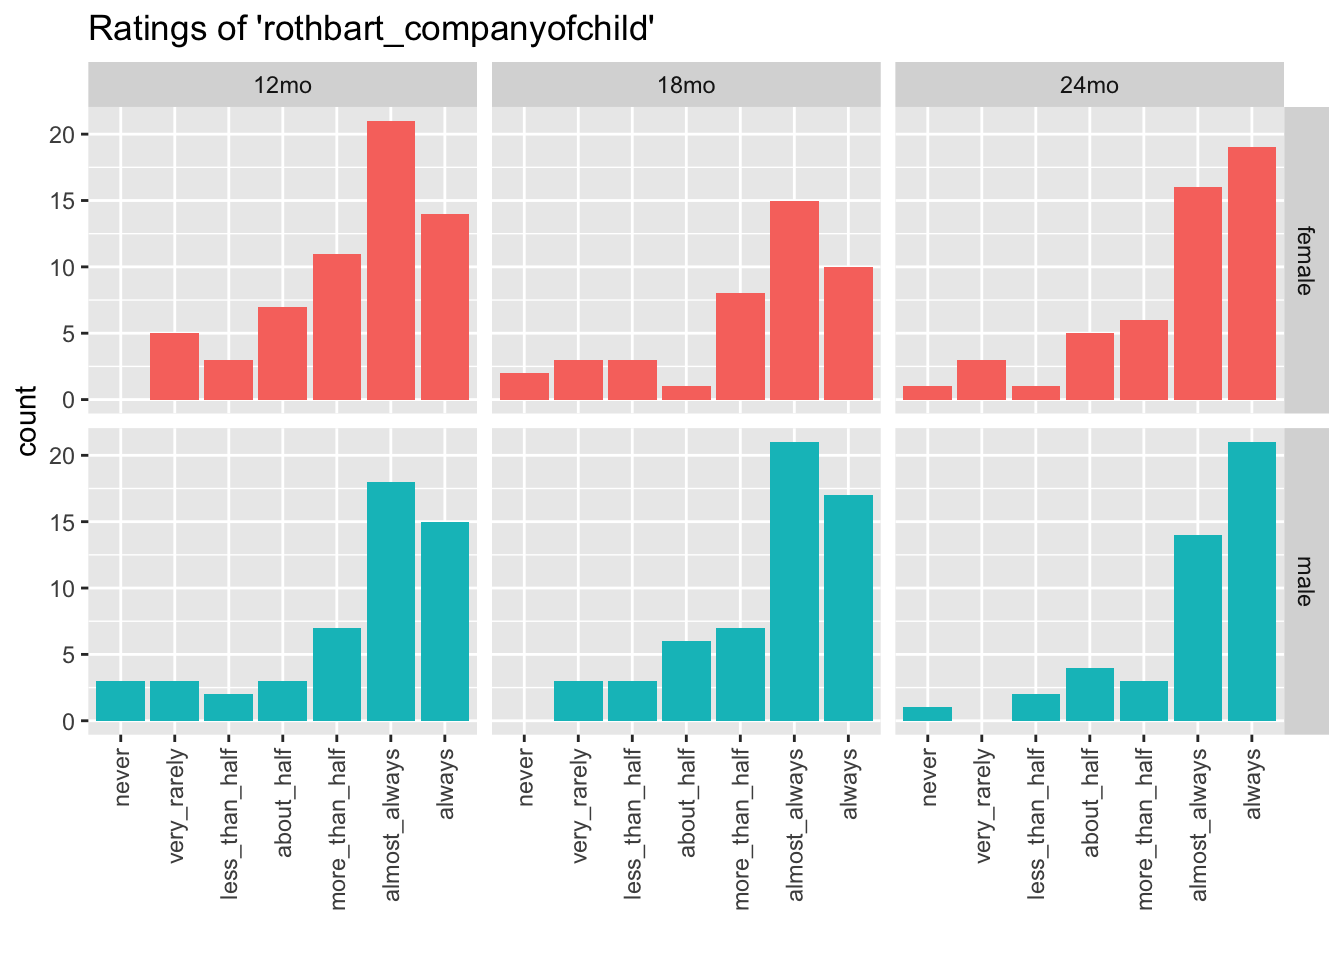 Ratings of 'rothbart_companyofchild'
12mo 18mo 24mo
20
15
10
5
0
female
count
20
15
10
5
0
male
never very_rarely less_than_half about_half more_than_half almost_always always never very_rarely less_than_half about_half more_than_half almost_always always never very_rarely less_than_half about_half more_than_half almost_always always